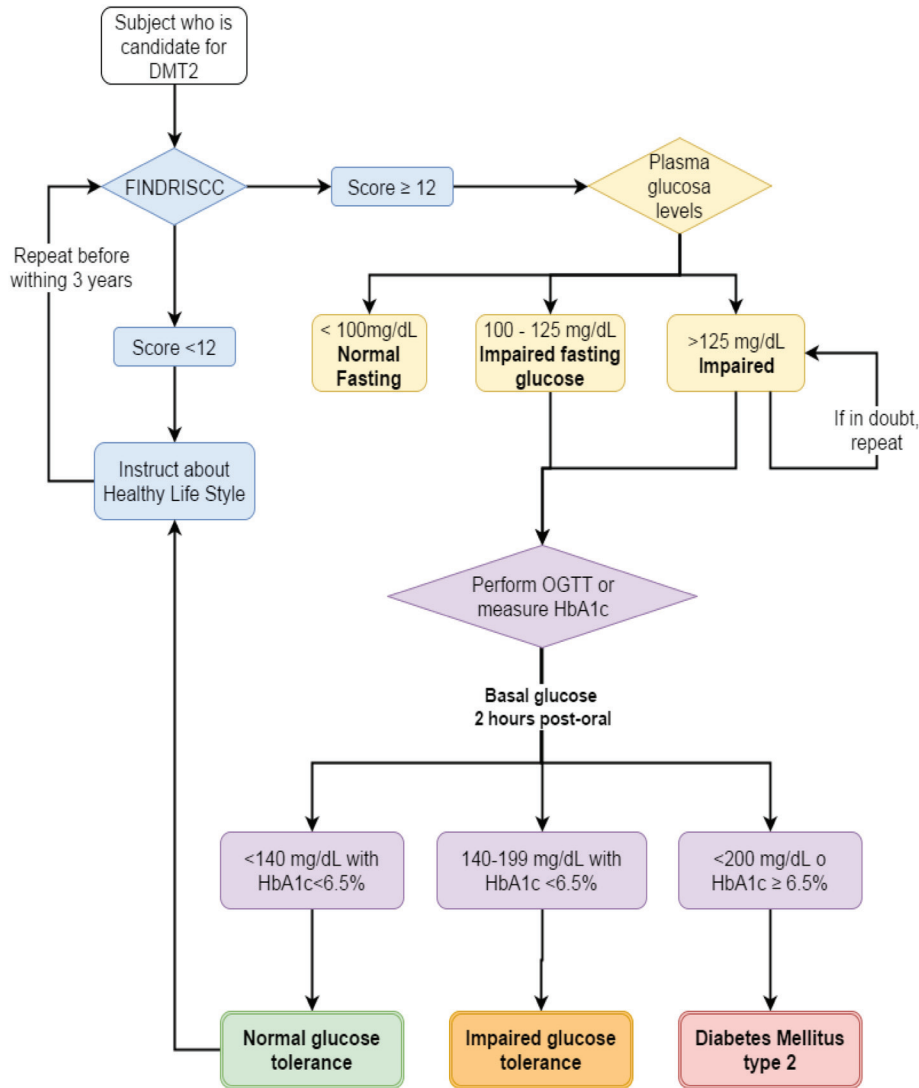 Subject who is
candidate for
DMT2
FINDRISCC
Score ≥ 12
Plasma
glucosa
levels
Repeat before
withing 3 years
< 100mg/dL
Normal
Fasting
100 - 125 mg/dL
Impaired fasting
glucose
>125 mg/dL
Impaired
Score <12
If in doubt,
repeat
Instruct about
Healthy Life Style
Perform OGTT or
measure HbA1c
Basal glucose
2 hours post-oral
<140 mg/dL with
HbA1c<6.5%
140-199 mg/dL with
HbA1c <6.5%
<200 mg/dL o
HbA1c ≥ 6.5%
Normal glucose
tolerance
Impaired glucose
tolerance
Diabetes Mellitus
type 2